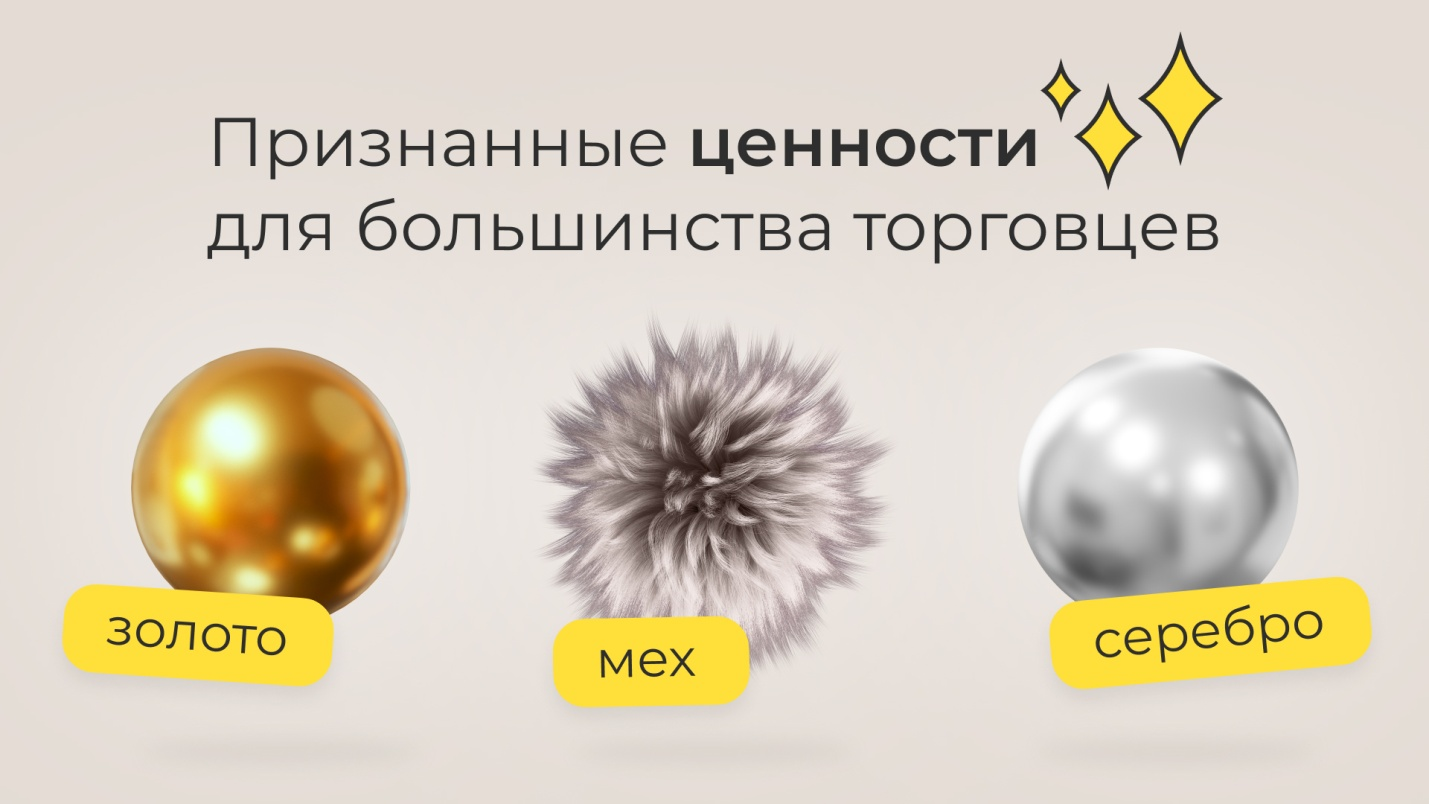 Признанные ценности
для большинства торговцев
золото
мех
серебро